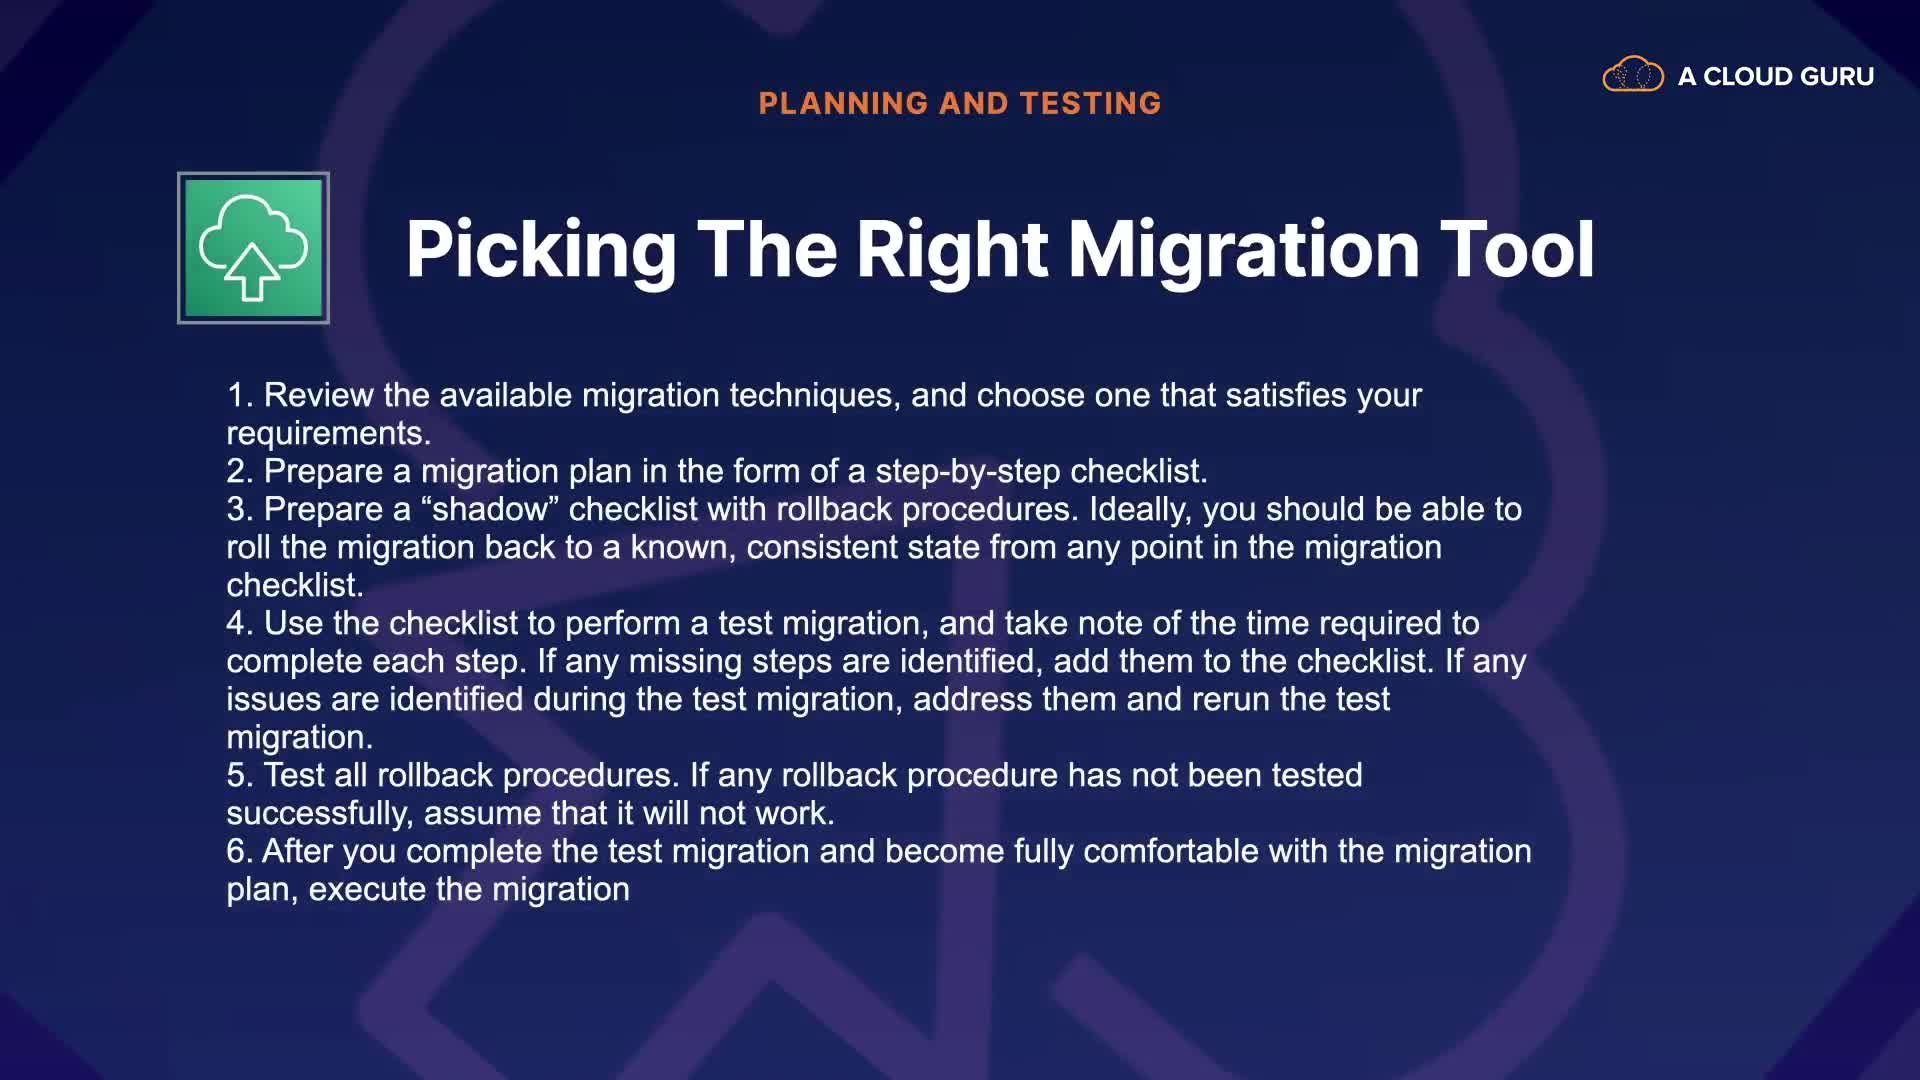 A CLOUD GURU
PLANNING AND TESTING
Picking The Right Migration Tool
1. Review the available migration techniques, and choose one that satisfies your
requirements.
2. Prepare a migration plan in the form of a step-by-step checklist.
3. Prepare a “shadow” checklist with rollback procedures. Ideally, you should be able to
roll the migration back to a known, consistent state from any point in the migration
checklist.
4. Use the checklist to perform a test migration, and take note of the time required to
complete each step. If any missing steps are identified, add them to the checklist. If any
issues are identified during the test migration, address them and rerun the test
migration.
5. Test all rollback procedures. If any rollback procedure has not been tested
successfully, assume that it will not work.
6. After you complete the test migration and become fully comfortable with the migration
plan, execute the migration